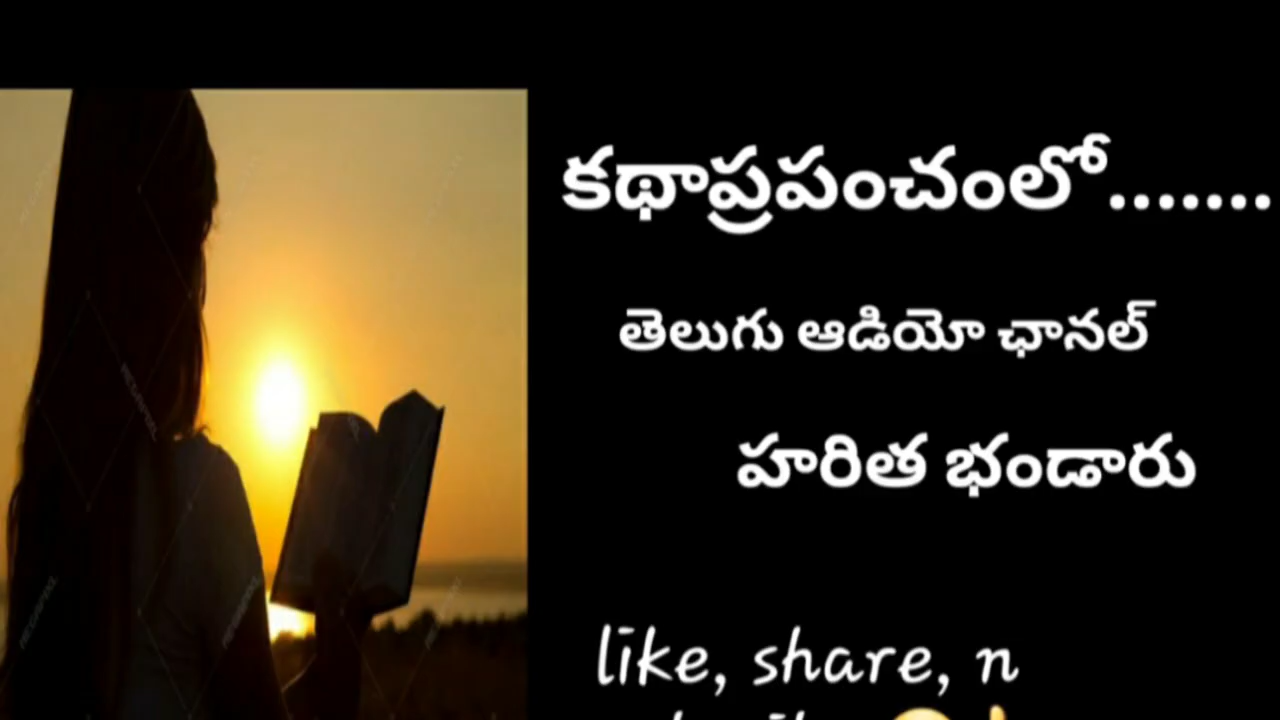 కథాప్రపంచంలో.......
తెలుగు ఆడియో ఛానల్
హరిత భండారు
like, share, n